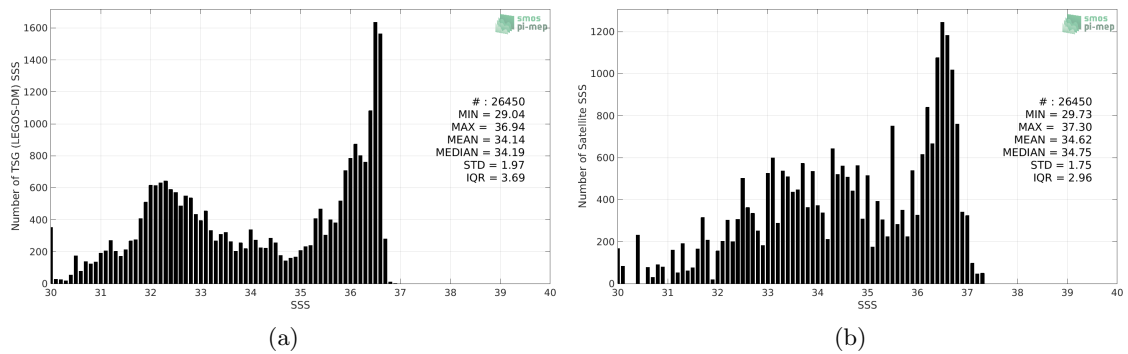 smos
pi-mep
Number of TSG (LEGOS-DM) SSS
1600
1400
1200
1000
800
600
400
200
0
# : 26450
MIN = 29.04
MAX = 36.94
MEAN = 34.14
MEDIAN = 34.19
STD = 1.97
IQR = 3.69
30 31 32 33 34 35 36 37 38 39 40
SSS
(a)
smos
pi-mep
Number of Satellite SSS
1200
1000
800
600
400
200
0
# : 26450
MIN = 29.73
MAX = 37.30
MEAN = 34.62
MEDIAN = 34.75
STD = 1.75
IQR = 2.96
30 31 32 33 34 35 36 37 38 39 40
SSS
(b)